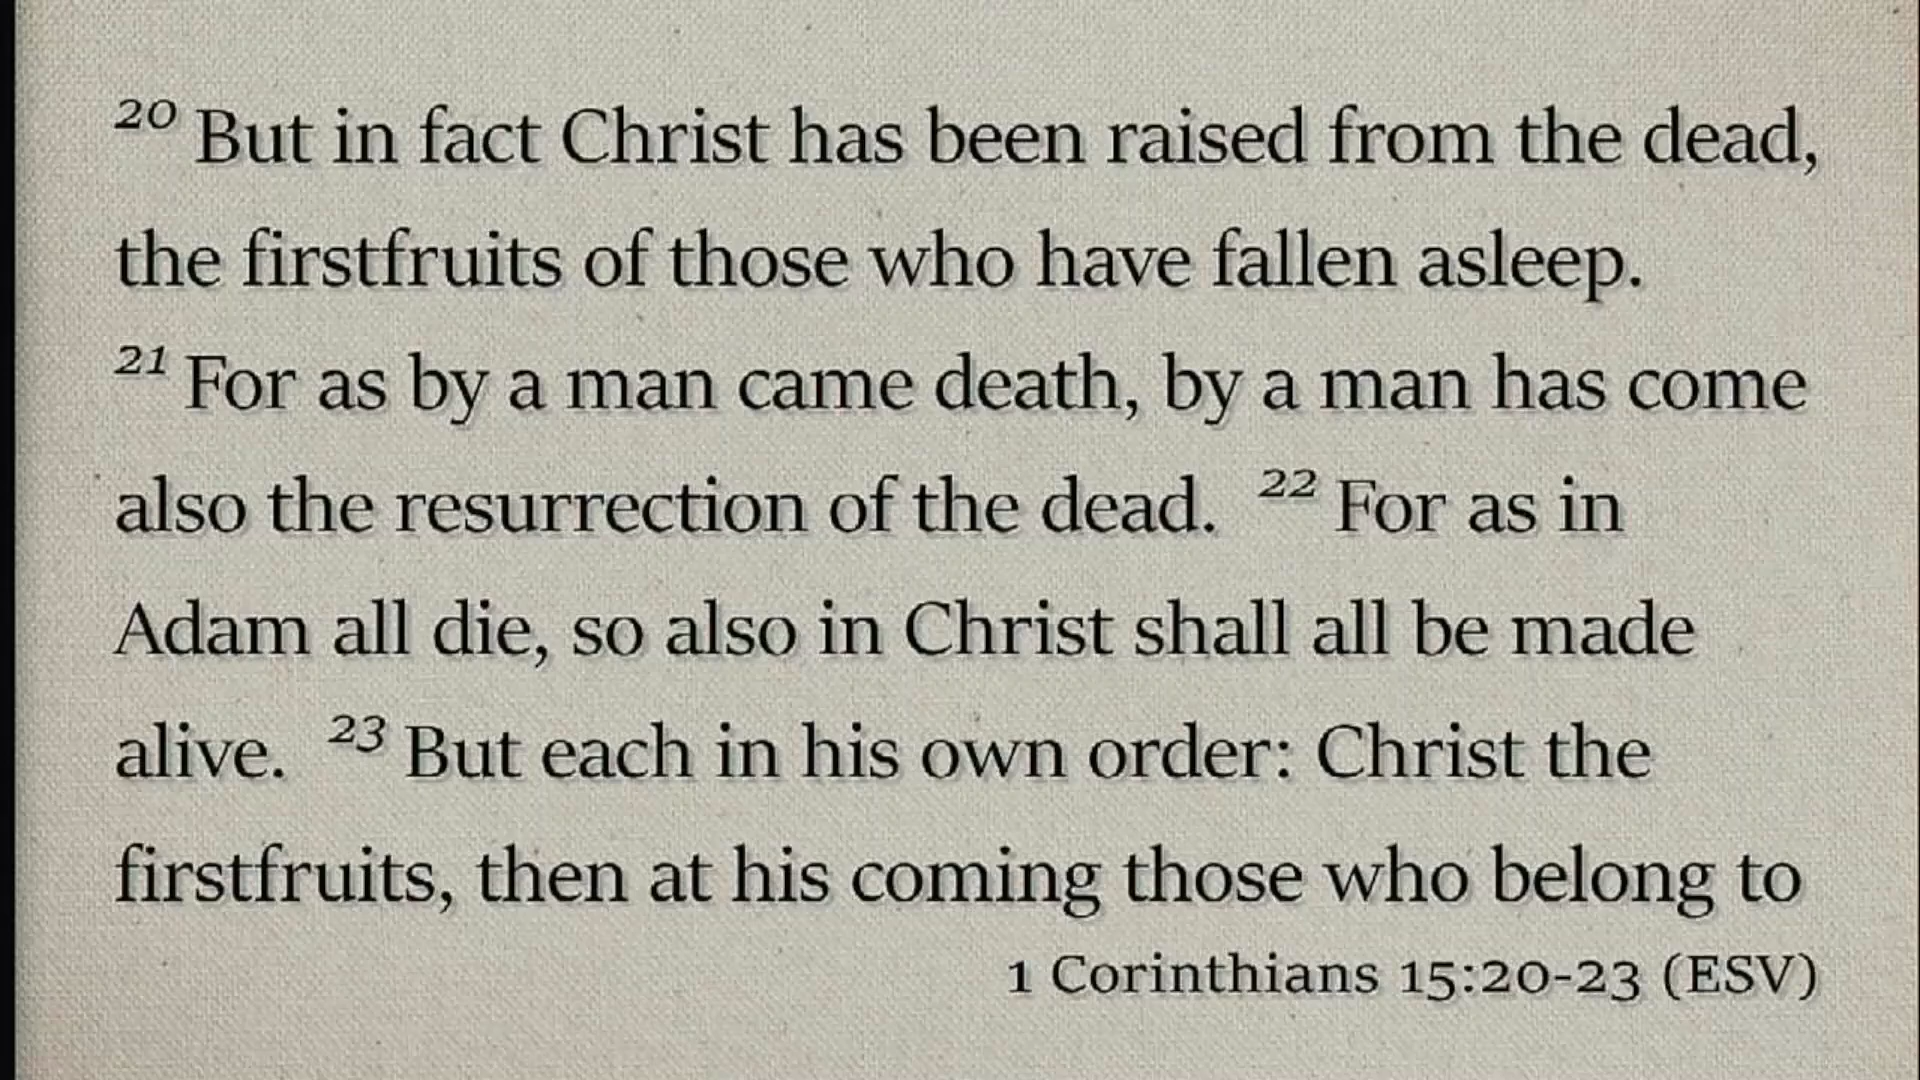 20 But in fact Christ has been raised from the dead,
the firstfruits of those who have fallen asleep.
21 For as by a man came death, by a man has come
also the resurrection of the dead. 22 For as in
Adam all die, so also in Christ shall all be made
alive. 23 But each in his own order: Christ the
firstfruits, then at his coming those who belong to
1 Corinthians 15:20-23 (ESV)